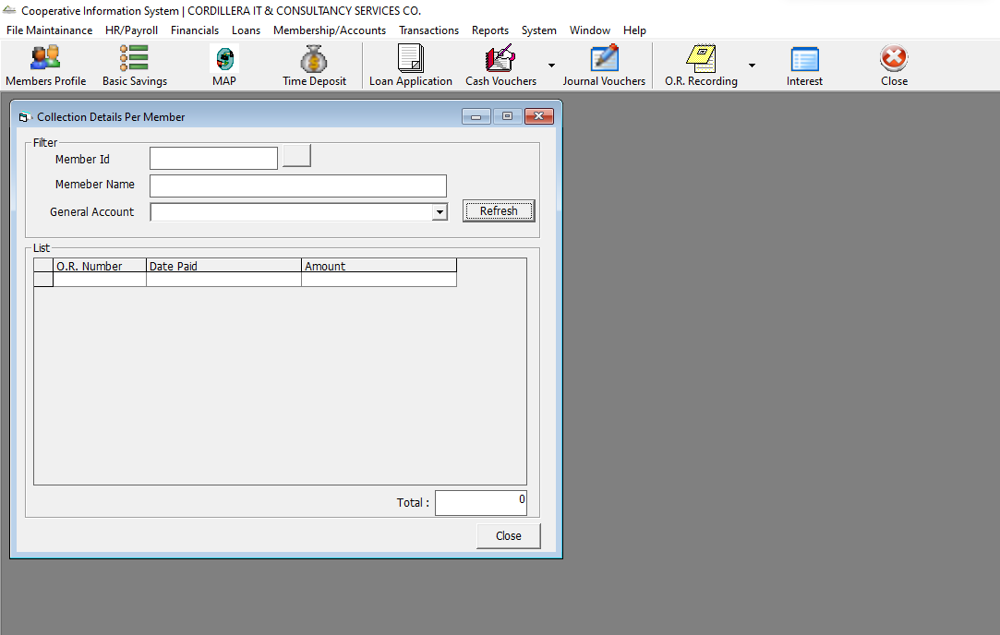 Cooperative Information System | CORDILLERA IT & CONSULTANCY SERVICES CO.
File Maintainance HR/Payroll Financials Loans Membership/Accounts Transactions Reports System Window Help
Members Profile Basic Savings MAP Time Deposit Loan Application Cash Vouchers Journal Vouchers O.R. Recording Interest Close
Collection Details Per Member
Filter
Member Id
Memeber Name
General Account Refresh
List
O.R. Number Date Paid Amount
Total : 0
Close